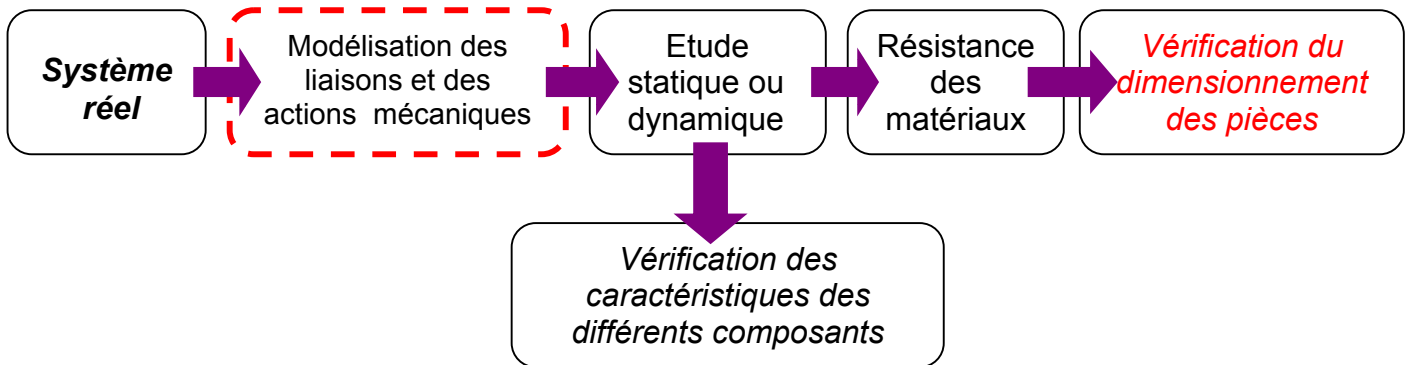 Système
réel
Modélisation des
liaisons et des
actions mécaniques
Etude
statique ou
dynamique
Résistance
des
matériaux
Vérification du
dimensionnement
des pièces
Vérification des
caractéristiques des
différents composants